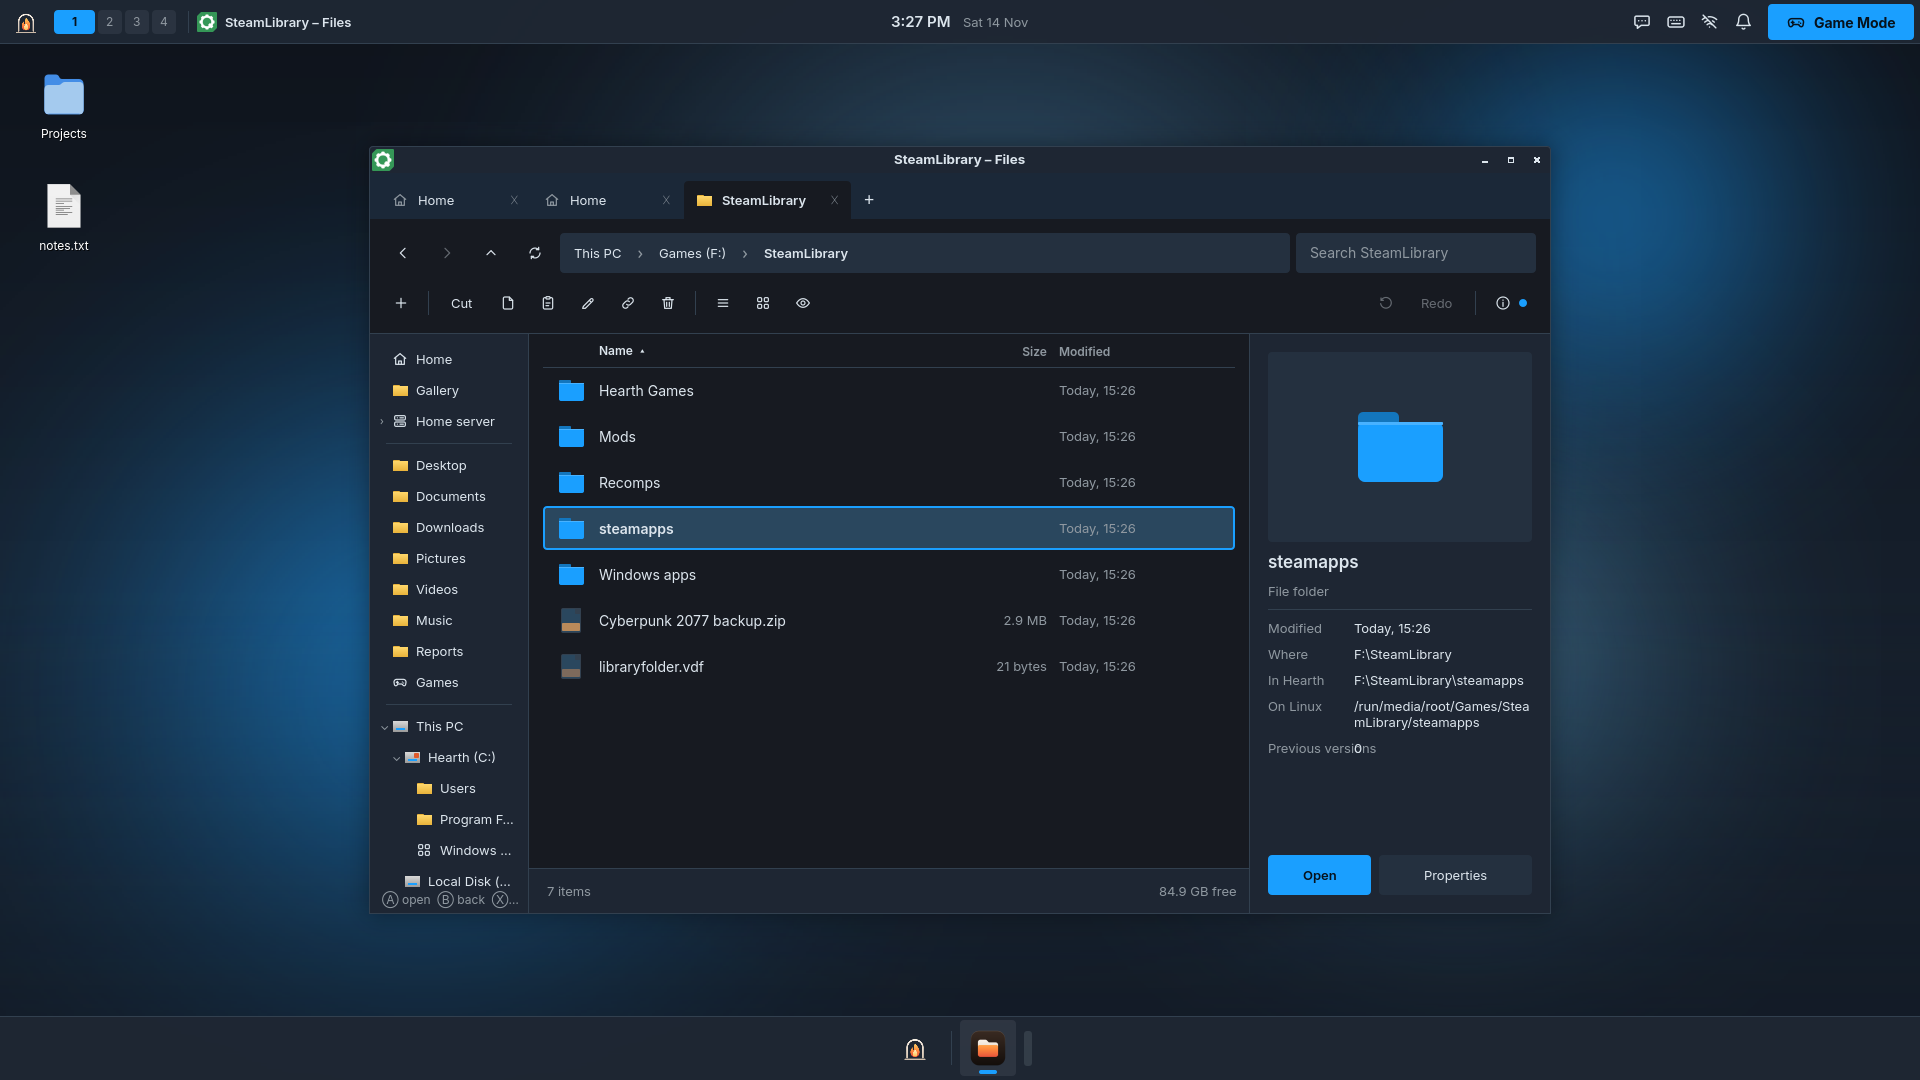 1 2 3 4 SteamLibrary – Files 3:27 PM Sat 14 Nov Game Mode
Projects
notes.txt
SteamLibrary – Files
Home X Home X SteamLibrary X +
This PC › Games (F:) › SteamLibrary Search SteamLibrary
Cut Redo
Home
Gallery
Home server
Desktop
Documents
Downloads
Pictures
Videos
Music
Reports
Games
This PC
Hearth (C:)
Users
Program F...
Windows ...
Local Disk (...
A open B back X...
Name Size Modified
Hearth Games Today, 15:26
Mods Today, 15:26
Recomps Today, 15:26
steamapps Today, 15:26
Windows apps Today, 15:26
Cyberpunk 2077 backup.zip 2.9 MB Today, 15:26
libraryfolder.vdf 21 bytes Today, 15:26
7 items 84.9 GB free
steamapps
File folder
Modified Today, 15:26
Where F:\SteamLibrary
In Hearth F:\SteamLibrary\steamapps
On Linux /run/media/root/Games/Stea
mLibrary/steamapps
Previous versions 0
Open Properties